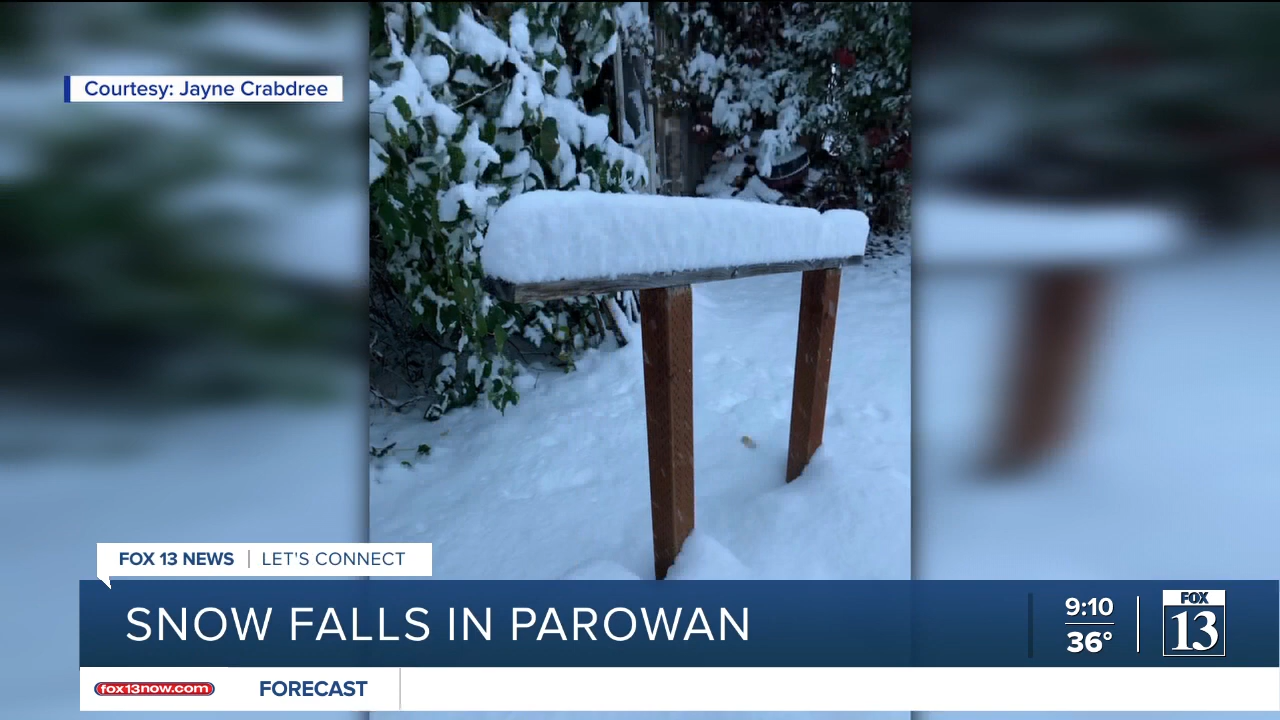 Courtesy: Jayne Crabdree
FOX 13 NEWS | LET'S CONNECT
SNOW FALLS IN PAROWAN
9:10
36°
FOX
13
fox13now.com
FORECAST